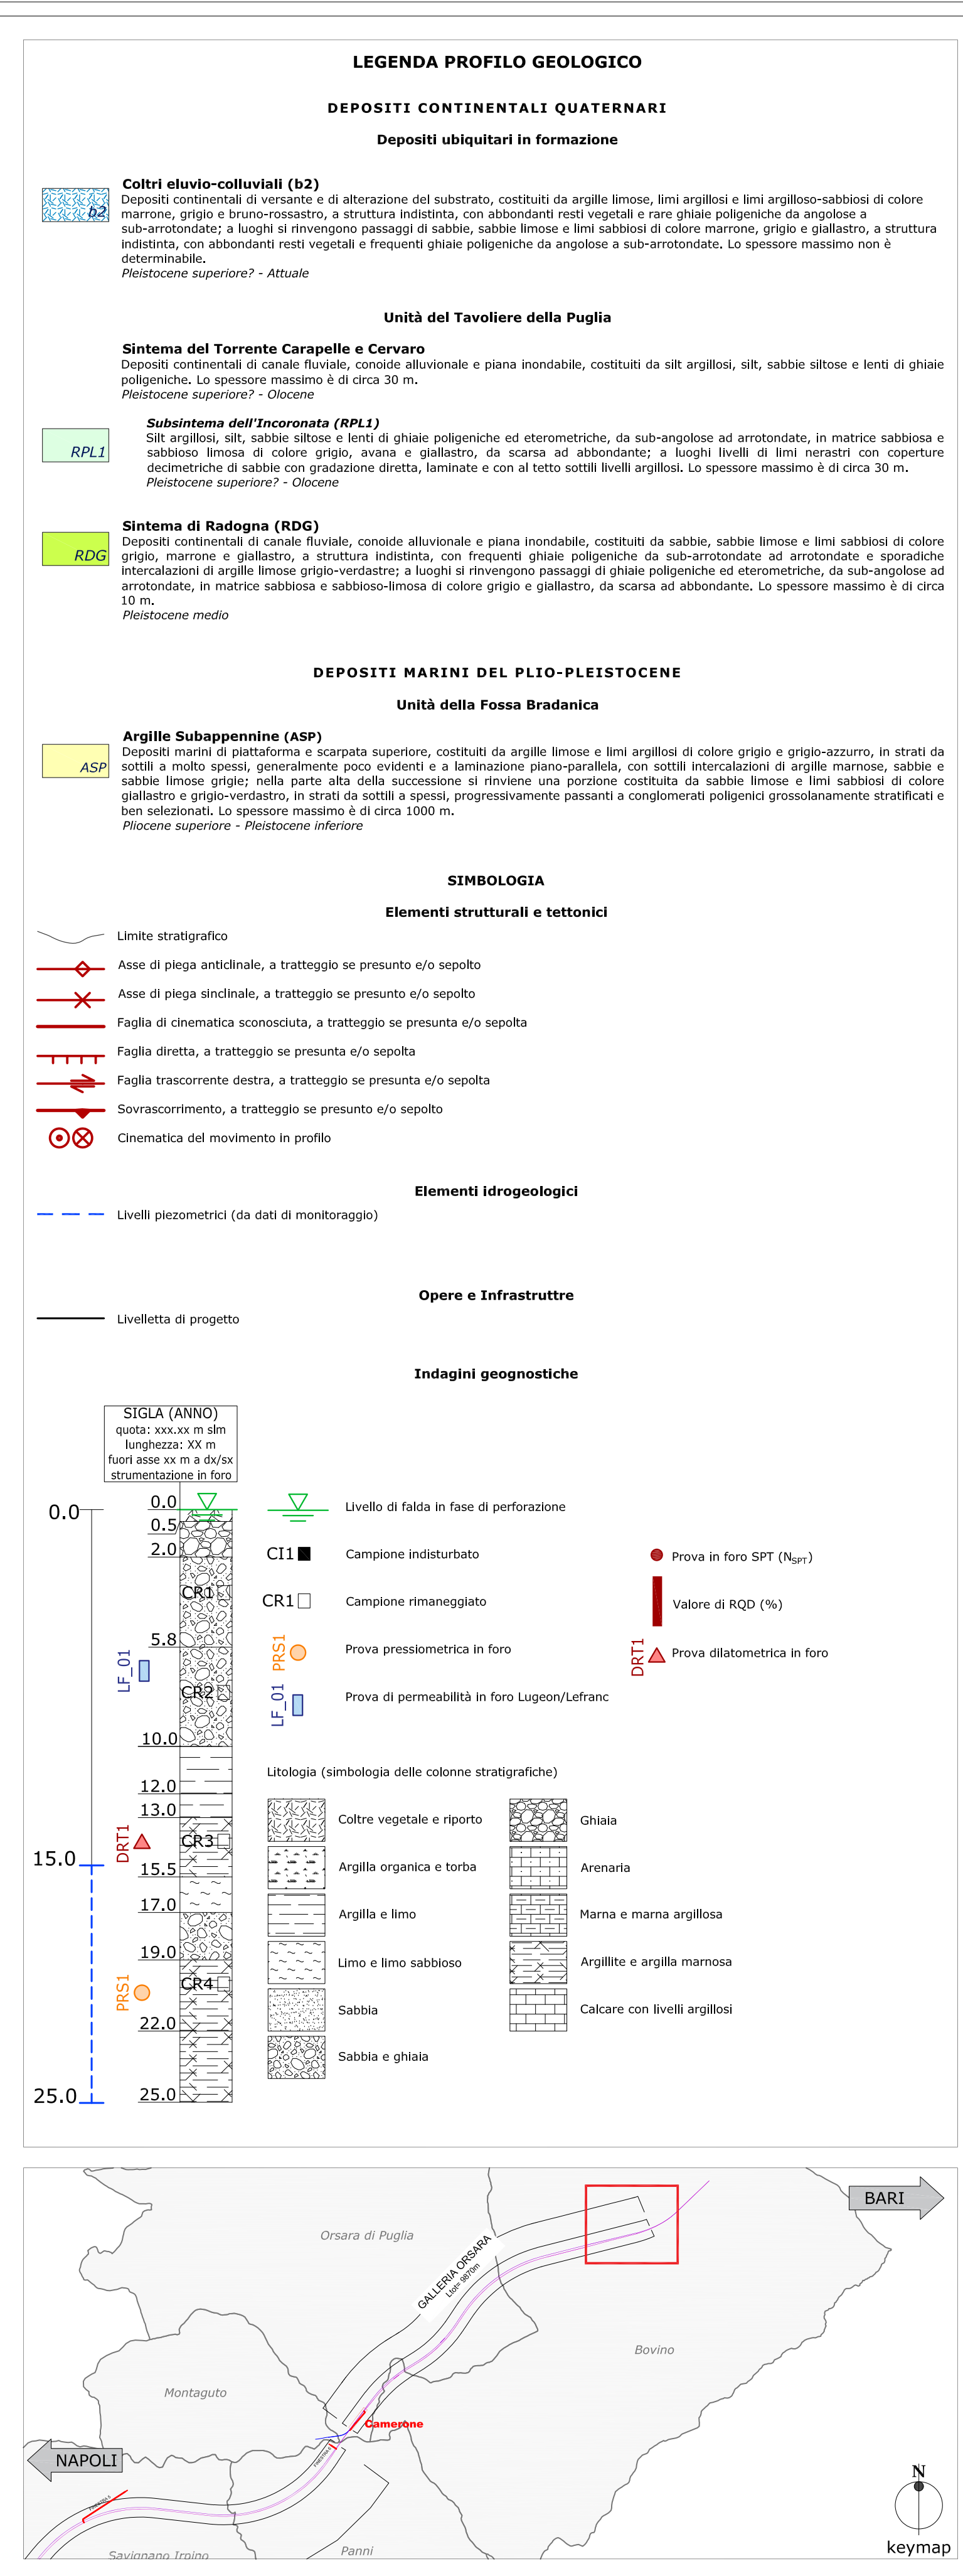 LEGENDA PROFILO GEOLOGICO
DEPOSITI CONTINENTALI QUATERNARI
Depositi ubiquitari in formazione
Coltri eluvio-colluviali (b2)
b2
Depositi continentali di versante e di alterazione del substrato, costituiti da argille limose, limi argillosi e limi argilloso-sabbiosi di colore
marrone, grigio e bruno-rossastro, a struttura indistinta, con abbondanti resti vegetali e rare ghiaie poligeniche da angolose a
sub-arrotondate; a luoghi si rinvengono passaggi di sabbie, sabbie limose e limi sabbiosi di colore marrone, grigio e giallastro, a struttura
indistinta, con abbondanti resti vegetali e frequenti ghiaie poligeniche da angolose a sub-arrotondate. Lo spessore massimo non è
determinabile.
Pleistocene superiore? - Attuale
Unità del Tavoliere della Puglia
Sintema del Torrente Carapelle e Cervaro
Depositi continentali di canale fluviale, conoide alluvionale e piana inondabile, costituiti da silt argillosi, silt, sabbie siltose e lenti di ghiaie
poligeniche. Lo spessore massimo è di circa 30 m.
Pleistocene superiore? - Olocene
Subsintema dell'Incoronata (RPL1)
RPL1
Silt argillosi, silt, sabbie siltose e lenti di ghiaie poligeniche ed eterometriche, da sub-angolose ad arrotondate, in matrice sabbiosa e
sabbioso limosa di colore grigio, avana e giallastro, da scarsa ad abbondante; a luoghi livelli di limi nerastri con coperture
decimetriche di sabbie con gradazione diretta, laminate e con al tetto sottili livelli argillosi. Lo spessore massimo è di circa 30 m.
Pleistocene superiore? - Olocene
Sintema di Radogna (RDG)
RDG
Depositi continentali di canale fluviale, conoide alluvionale e piana inondabile, costituiti da sabbie, sabbie limose e limi sabbiosi di colore
grigio, marrone e giallastro, a struttura indistinta, con frequenti ghiaie poligeniche da sub-arrotondate ad arrotondate e sporadiche
intercalazioni di argille limose grigio-verdastre; a luoghi si rinvengono passaggi di ghiaie poligeniche ed eterometriche, da sub-angolose ad
arrotondate, in matrice sabbiosa e sabbioso-limosa di colore grigio e giallastro, da scarsa ad abbondante. Lo spessore massimo è di circa
10 m.
Pleistocene medio
DEPOSITI MARINI DEL PLIO-PLEISTOCENE
Unità della Fossa Bradanica
Argille Subappennine (ASP)
ASP
Depositi marini di piattaforma e scarpata superiore, costituiti da argille limose e limi argillosi di colore grigio e grigio-azzurro, in strati da
sottili a molto spessi, generalmente poco evidenti e a laminazione piano-parallela, con sottili intercalazioni di argille marnose, sabbie e
sabbie limose grigie; nella parte alta della successione si rinviene una porzione costituita da sabbie limose e limi sabbiosi di colore
giallastro e grigio-verdastro, in strati da sottili a spessi, progressivamente passanti a conglomerati poligenici grossolanamente stratificati e
ben selezionati. Lo spessore massimo è di circa 1000 m.
Pliocene superiore - Pleistocene inferiore
SIMBOLOGIA
Elementi strutturali e tettonici
Limite stratigrafico
Asse di piega anticlinale, a tratteggio se presunto e/o sepolto
Asse di piega sinclinale, a tratteggio se presunto e/o sepolto
Faglia di cinematica sconosciuta, a tratteggio se presunta e/o sepolta
Faglia diretta, a tratteggio se presunta e/o sepolta
Faglia trascorrente destra, a tratteggio se presunta e/o sepolta
Sovrascorrimento, a tratteggio se presunto e/o sepolto
Cinematica del movimento in profilo
Elementi idrogeologici
Livelli piezometrici (da dati di monitoraggio)
Opere e Infrastruttre
Livelletta di progetto
Indagini geognostiche
SIGLA (ANNO)
quota: xxx.xx m slm
lunghezza: XX m
fuori asse xx m a dx/sx
strumentazione in foro
0.0
15.0
25.0
0.0
0.5
2.0
5.8
10.0
12.0
13.0
15.5
17.0
19.0
22.0
25.0
CR1
CR2
CR3
CR4
LF_01
DRT1
PRS1
Livello di falda in fase di perforazione
CI1 Campione indisturbato
CR1 Campione rimaneggiato
PRS1 Prova pressiometrica in foro
LF_01 Prova di permeabilità in foro Lugeon/Lefranc
Prova in foro SPT (NSPT)
Valore di RQD (%)
DRT1 Prova dilatometrica in foro
Litologia (simbologia delle colonne stratigrafiche)
Coltre vegetale e riporto
Ghiaia
Argilla organica e torba
Arenaria
Argilla e limo
Marna e marna argillosa
Limo e limo sabbioso
Argillite e argilla marnosa
Sabbia
Calcare con livelli argillosi
Sabbia e ghiaia
BARI
Orsara di Puglia
GALLERIA ORSARA
Ltot= 9870m
Bovino
Montaguto
Camerone
NAPOLI
N
Panni
Savignano Irpino
keymap